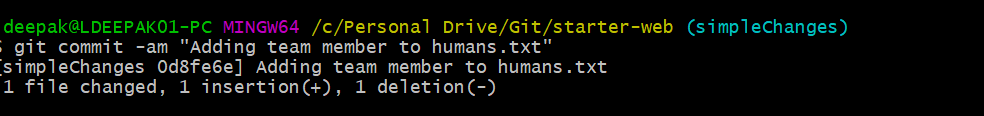 deepak@LDEEPAK01-PC MINGW64 /c/Personal Drive/Git/starter-web (simpleChanges)
$ git commit -am "Adding team member to humans.txt"
[simpleChanges 0d8fe6e] Adding team member to humans.txt
1 file changed, 1 insertion(+), 1 deletion(-)